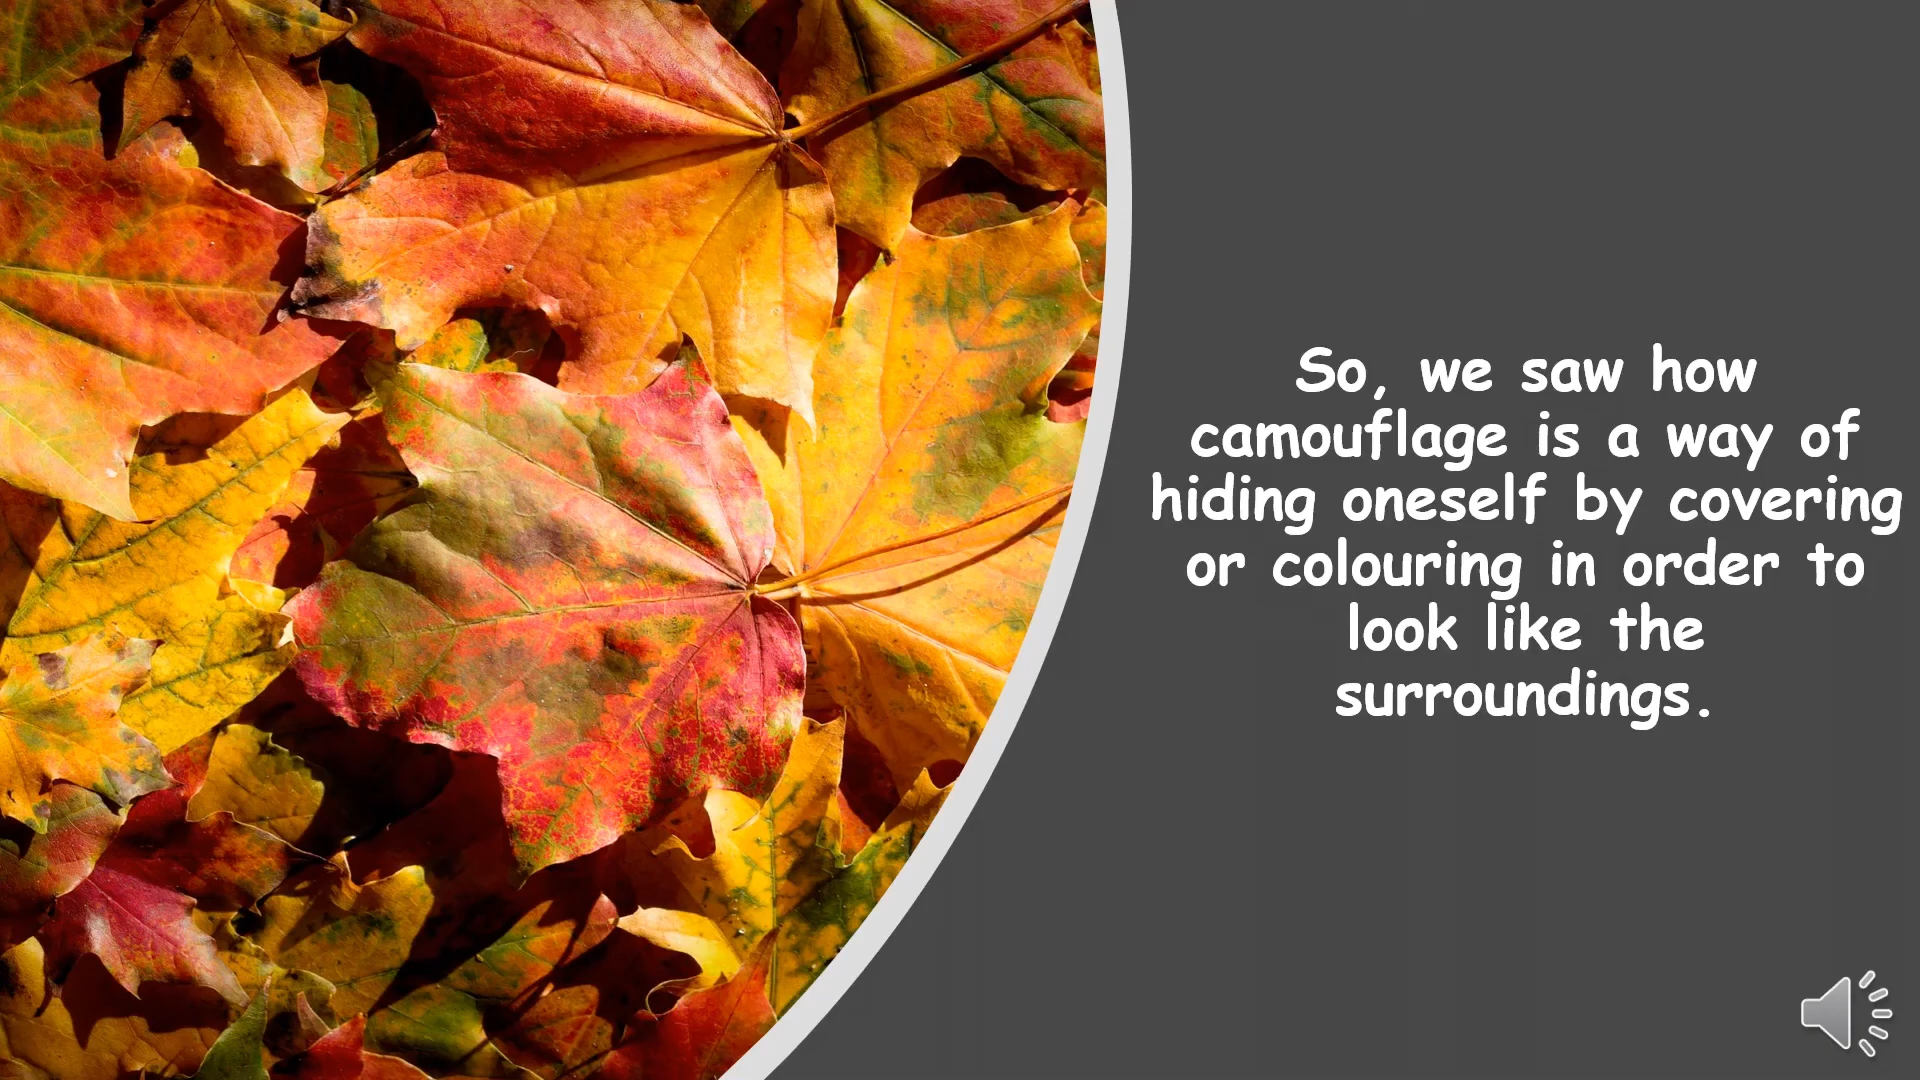 So, we saw how
camouflage is a way of
hiding oneself by covering
or colouring in order to
look like the
surroundings.